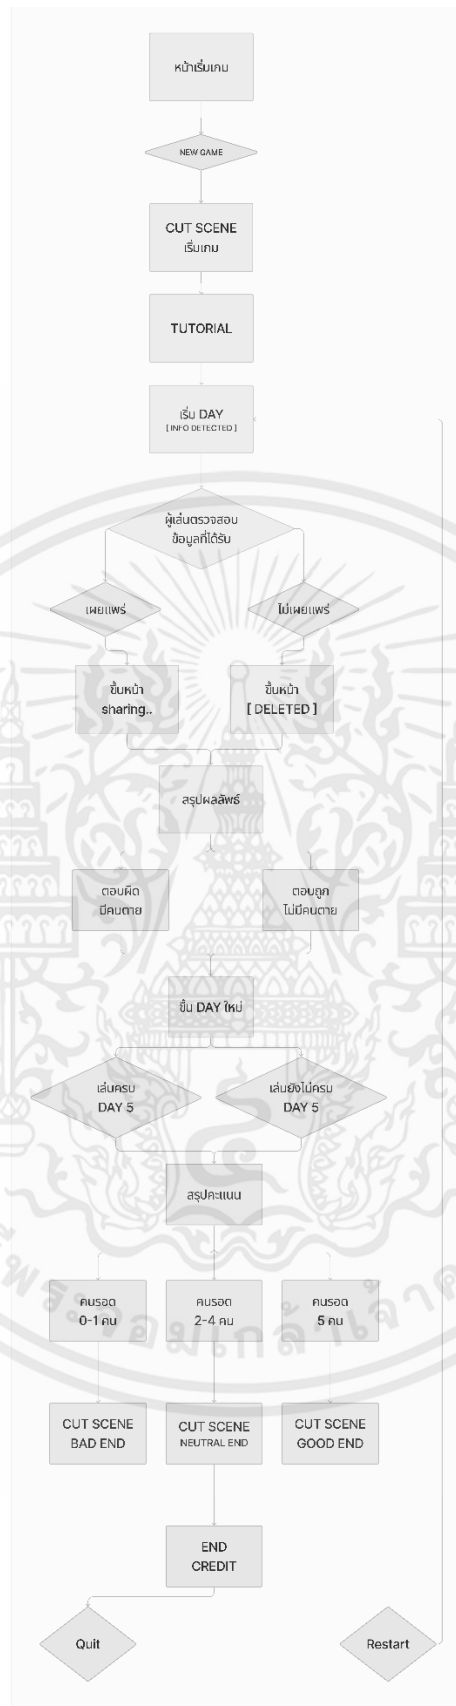 หน้าเริ่มเกม
NEW GAME
CUT SCENE
เริ่มเกม
TUTORIAL
เริ่ม DAY
[ INFO DETECTED ]
ผู้เล่นตรวจสอบ
ข้อมูลที่ได้รับ
เผยแพร่
ไม่เผยแพร่
ขึ้นหน้า
sharing..
ขึ้นหน้า
[ DELETED ]
สรุปผลลัพธ์
ตอบผิด
มีคนตาย
ตอบถูก
ไม่มีคนตาย
ขึ้น DAY ใหม่
เล่นครบ
DAY 5
เล่นยังไม่ครบ
DAY 5
สรุปคะแนน
คนรอด
0-1 คน
คนรอด
2-4 คน
คนรอด
5 คน
CUT SCENE
BAD END
CUT SCENE
NEUTRAL END
CUT SCENE
GOOD END
END
CREDIT
Quit
Restart